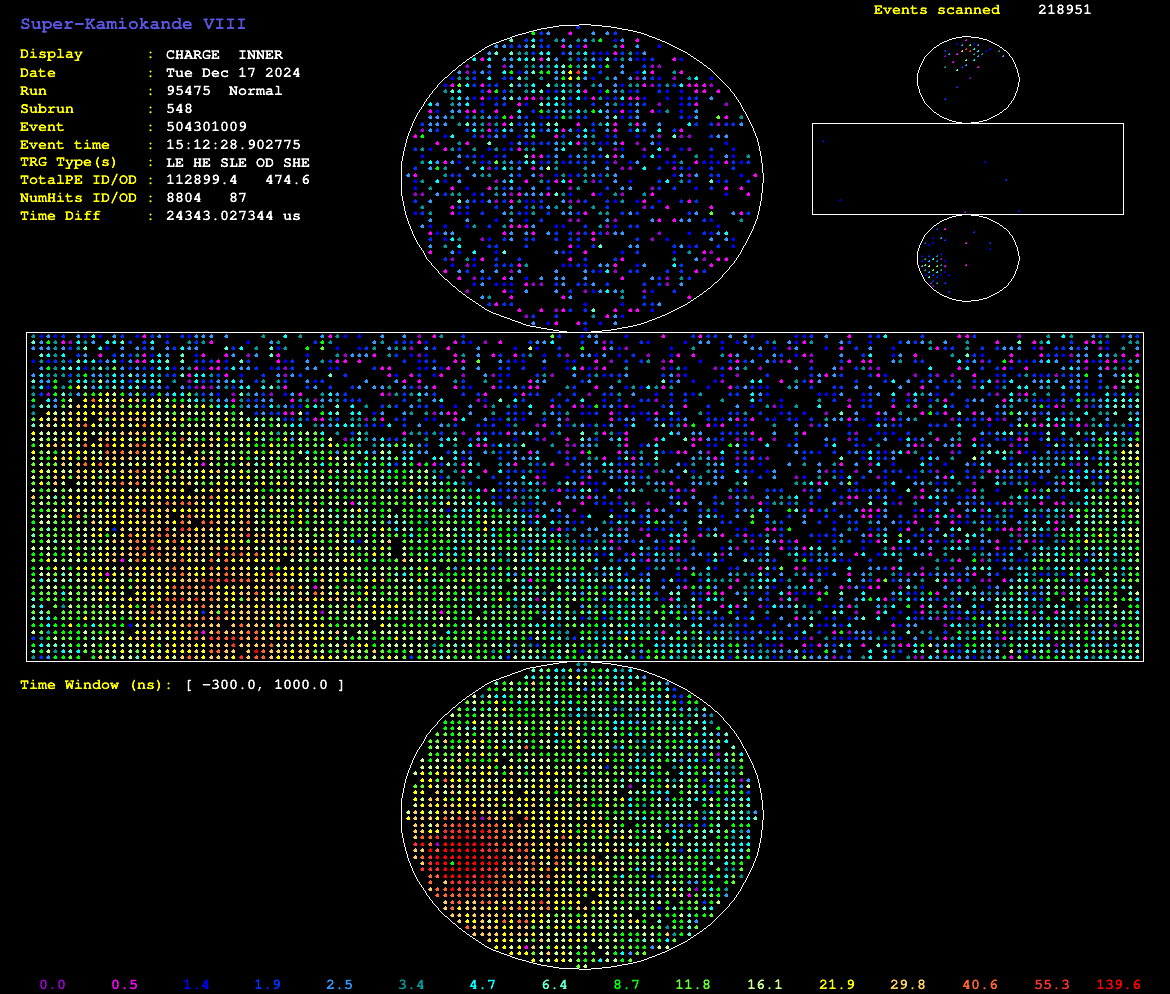 Super-Kamiokande VIII
Events scanned 218951
Display : CHARGE INNER
Date : Tue Dec 17 2024
Run : 95475 Normal
Subrun : 548
Event : 504301009
Event time : 15:12:28.902775
TRG Type(s) : LE HE SLE OD SHE
TotalPE ID/OD : 112899.4 474.6
NumHits ID/OD : 8804 87
Time Diff : 24343.027344 us
Time Window (ns): [ −300.0, 1000.0 ]
0.0 0.5 1.4 1.9 2.5 3.4 4.7 6.4 8.7 11.8 16.1 21.9 29.8 40.6 55.3 139.6